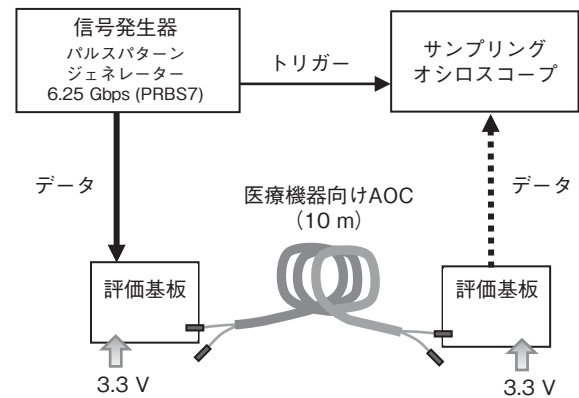 信号発生器
パルスパターン
ジェネレーター
6.25 Gbps (PRBS7)
トリガー
サンプリング
オシロスコープ
データ
医療機器向けAOC
（10 m）
データ
評価基板
評価基板
3.3 V
3.3 V